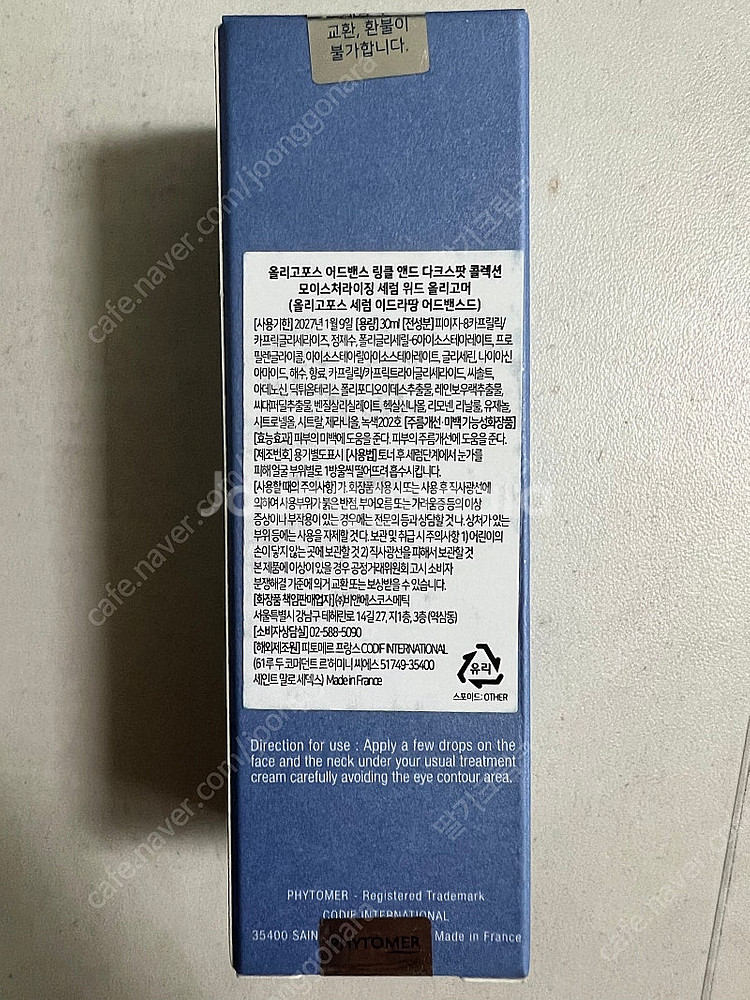 교환, 환불이
불가합니다.
올리고포스 어드밴스 링클 앤드 다크스팟 콜렉션
모이스처라이징 세럼 위드 올리고머
(올리고포스 세럼 이드라땅 어드밴스드)
[사용기한] 2027년 1월 9일 [용량] 30ml [전성분] 피이지-8카프릴릭/
카프릭글리세라이즈, 정제수, 폴리글리세릴-6아이소스테아레이트, 프로
필렌글라이콜, 아이소스테아릴아이소스테아레이트, 글리세린, 나이아신
아마이드, 해수, 향료, 카프릴릭/카프릭트라이글리세라이드, 씨솔트,
아데노신, 딕틸옵테리스 폴리포디오이데스추출물, 레인보우랙추출물,
씨대퍼딜추출물, 벤질살리실레이트, 헥실신나몰, 리모넨, 리날룰, 유제놀,
시트로넬올, 시트랄, 제라니올, 녹색202호 [주름개선·미백 기능성화장품]
[효능효과] 피부의 미백에 도움을 준다. 피부의 주름개선에 도움을 준다.
[제조번호] 용기별도표시 [사용법] 토너 후 세럼단계에서 눈가를
피해 얼굴 부위별로 1방울씩 떨어뜨려 흡수시킵니다.
[사용할 때의 주의사항] 가. 화장품 사용 시 또는 사용 후 직사광선에
의하여 사용부위가 붉은 반점, 부어오름 또는 가려움증 등의 이상
증상이나 부작용이 있는 경우에는 전문의 등과 상담할 것 나. 상처가 있는
부위 등에는 사용을 자제할 것 다. 보관 및 취급 시 주의사항 1) 어린이의
손이 닿지 않는 곳에 보관할 것 2) 직사광선을 피해서 보관할 것
본 제품에 이상이 있을 경우 공정거래위원회 고시 소비자
분쟁해결 기준에 의거 교환 또는 보상받을 수 있습니다.
[화장품 책임판매업자] ㈜비앤에스코스메틱
서울특별시 강남구 테헤란로 14길 27, 지1층, 3층 (역삼동)
[소비자상담실] 02-588-5090
[해외제조원] 피토메르 프랑스 CODIF INTERNATIONAL
(61 루 두 코마던트 르'허미니 씨에스 51749-35400
세인트 말로 세덱스) Made in France
유리
스포이드: OTHER
Direction for use : Apply a few drops on the
face and the neck under your usual treatment
cream carefully avoiding the eye contour area.
PHYTOMER - Registered Trademark
CODIF INTERNATIONAL
35400 SAIN Made in France
PHYTOMER
cafe.naver.com/joonggonara
cafe.naver.com/joonggonara
cafe.naver.com/joonggonara